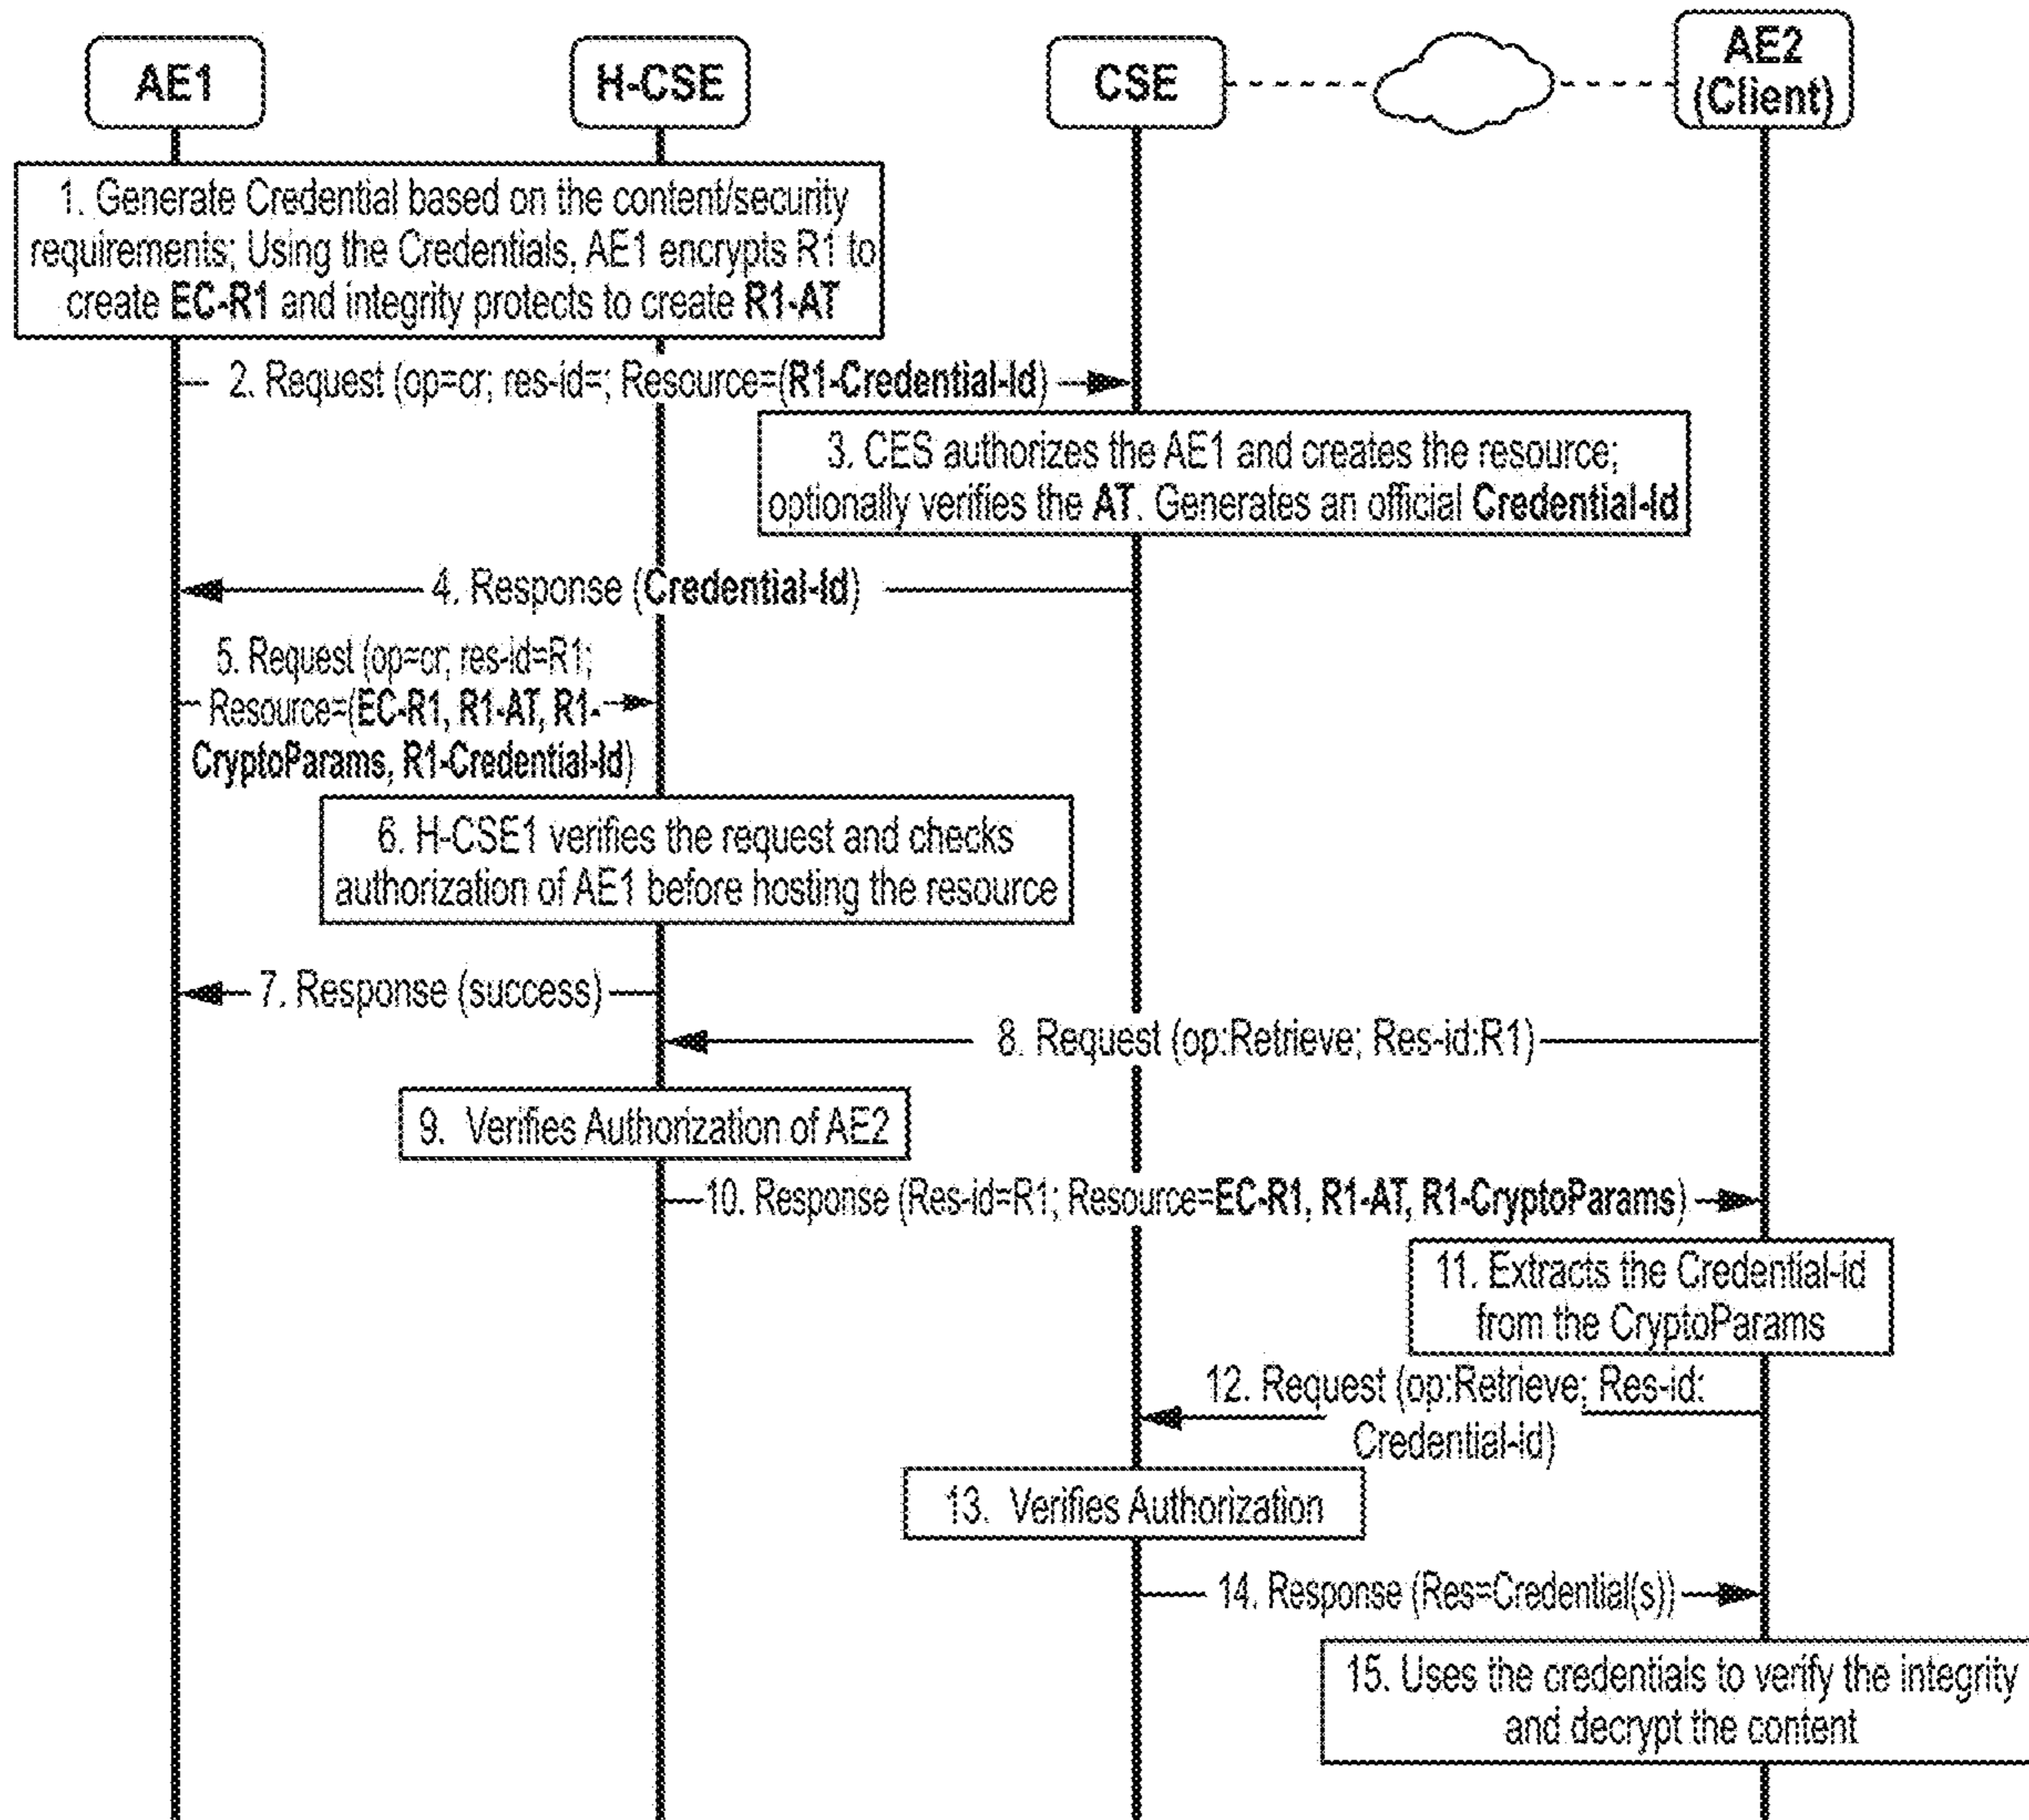 AE1
H-CSE
CSE
AE2
(Client)
1. Generate Credential based on the content/security
requirements; Using the Credentials, AE1 encrypts R1 to
create EC-R1 and integrity protects to create R1-AT
2. Request (op=cr; res-id=; Resource=(R1-Credential-Id)
3. CES authorizes the AE1 and creates the resource;
optionally verifies the AT. Generates an official Credential-Id
4. Response (Credential-Id)
5. Request (op=cr; res-id=R1;
Resource=(EC-R1, R1-AT, R1-
CryptoParams, R1-Credential-Id)
6. H-CSE1 verifies the request and checks
authorization of AE1 before hosting the resource
7. Response (success)
8. Request (op:Retrieve; Res-id:R1)
9. Verifies Authorization of AE2
10. Response (Res-id=R1; Resource=EC-R1, R1-AT, R1-CryptoParams)
11. Extracts the Credential-id
from the CryptoParams
12. Request (op:Retrieve; Res-id:
Credential-Id)
13. Verifies Authorization
14. Response (Res=Credential(s))
15. Uses the credentials to verify the integrity
and decrypt the content